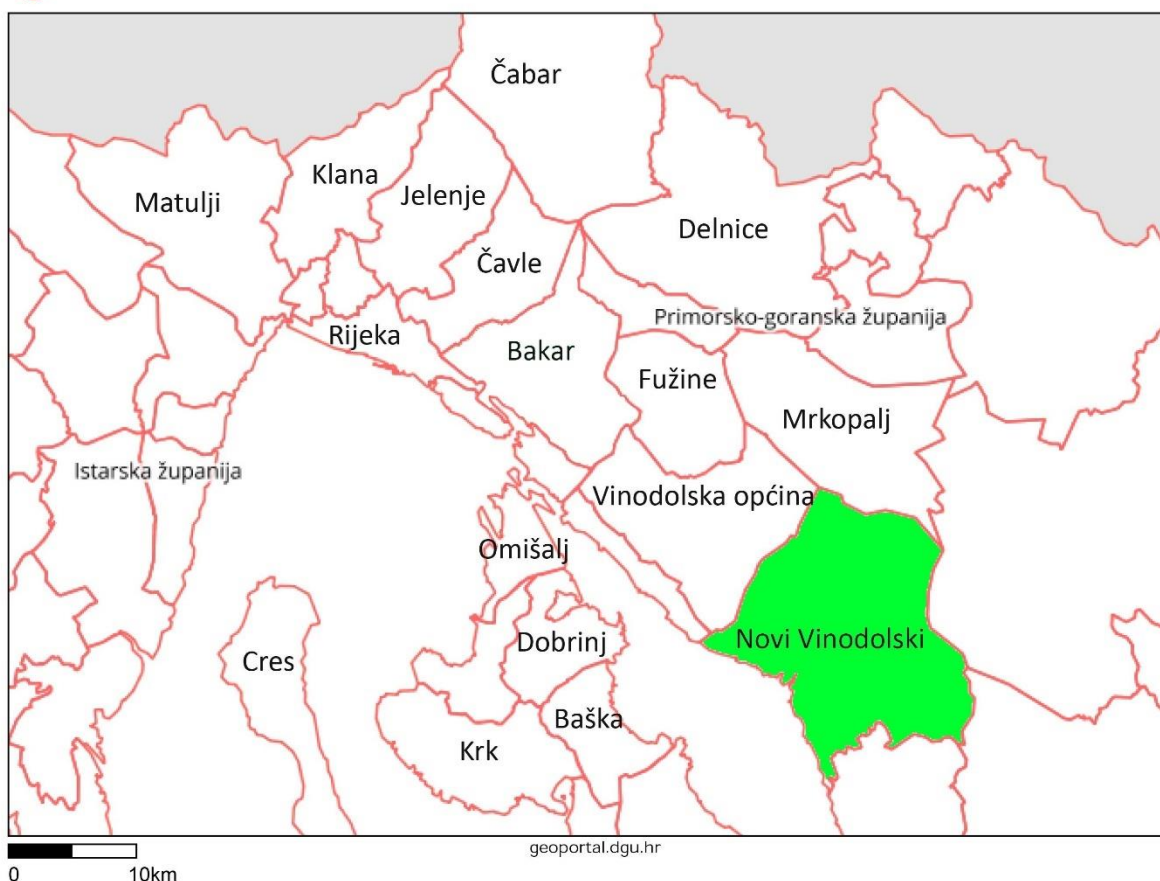 Čabar
Klana
Matulji
Jelenje
Delnice
Čavle
Primorsko-goranska županija
Rijeka
Bakar
Fužine
Mrkopalj
Istarska županija
Vinodolska općina
Omišalj
Dobrinj
Novi Vinodolski
Cres
Baška
Krk
geoportal.dgu.hr
0 10km